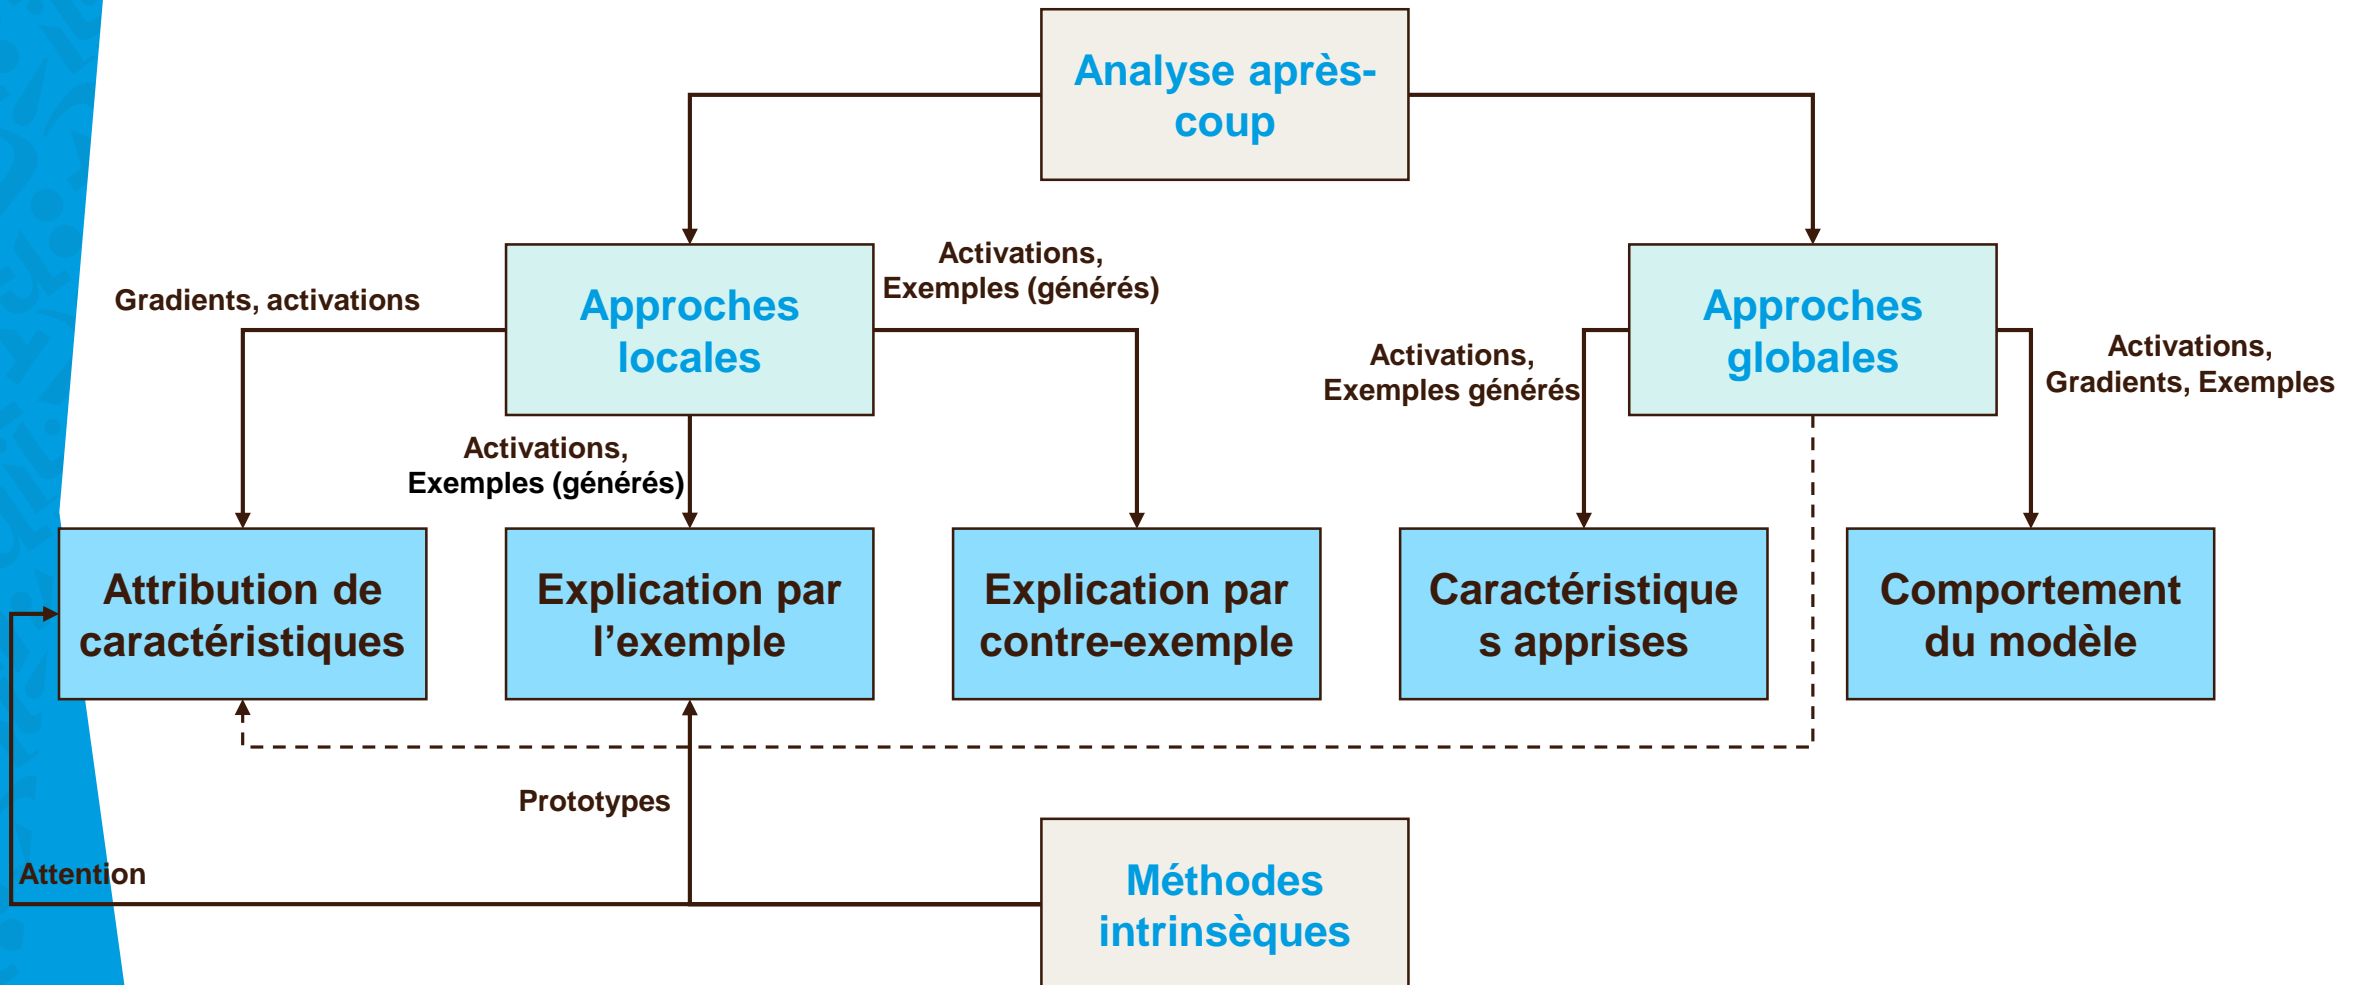 Analyse après-
coup
Activations,
Exemples (générés)
Gradients, activations
Approches
locales
Approches
globales
Activations,
Exemples générés
Activations,
Gradients, Exemples
Activations,
Exemples (générés)
Attribution de
caractéristiques
Explication par
l’exemple
Explication par
contre-exemple
Caractéristique
s apprises
Comportement
du modèle
Prototypes
Attention
Méthodes
intrinsèques